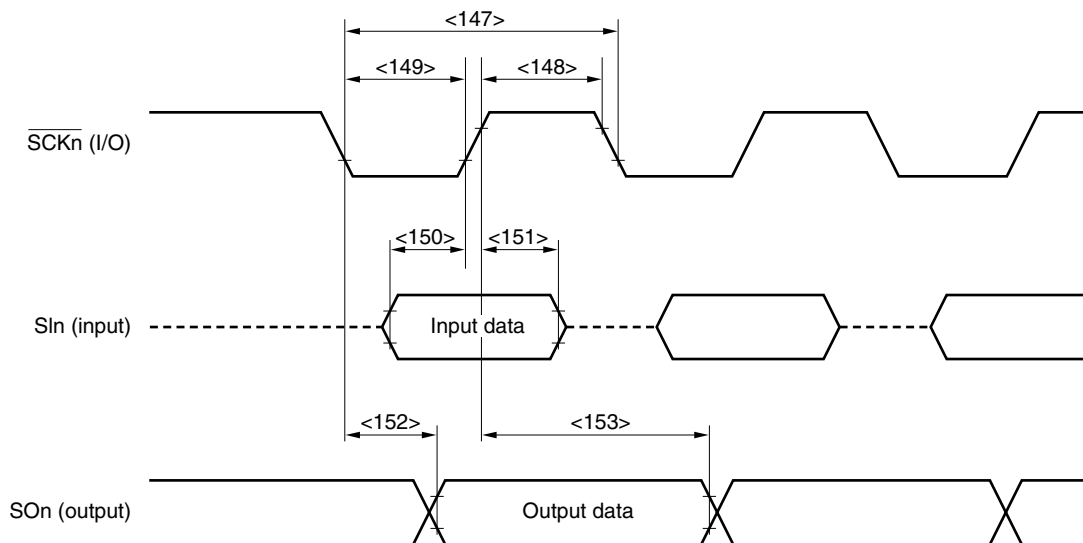 <147>
<149>
<148>
SCKn (I/O)
<150>
<151>
SIn (input)
Input data
<152>
<153>
SOn (output)
Output data